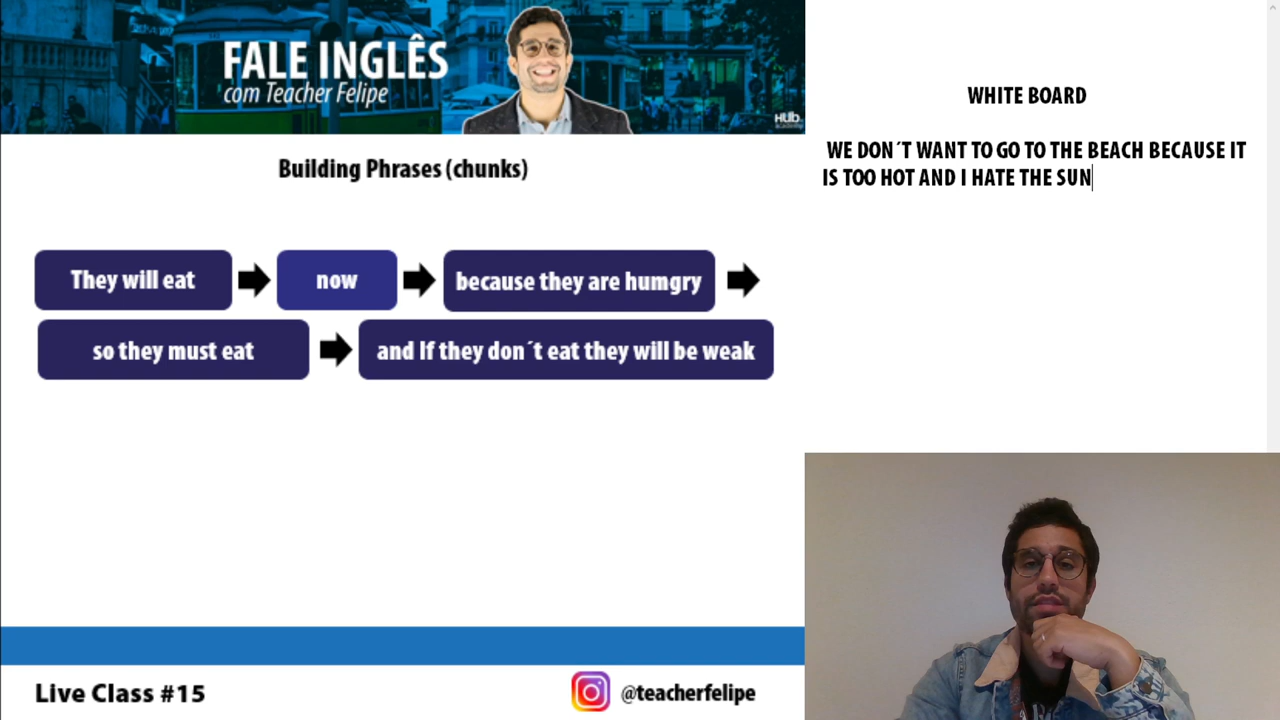 FALE INGLÊS
com Teacher Felipe
HUb
academy
Building Phrases (chunks)
They will eat
now
because they are humgry
so they must eat
and If they don´t eat they will be weak
Live Class #15
@teacherfelipe
WHITE BOARD
WE DON´T WANT TO GO TO THE BEACH BECAUSE IT
IS TOO HOT AND I HATE THE SUN